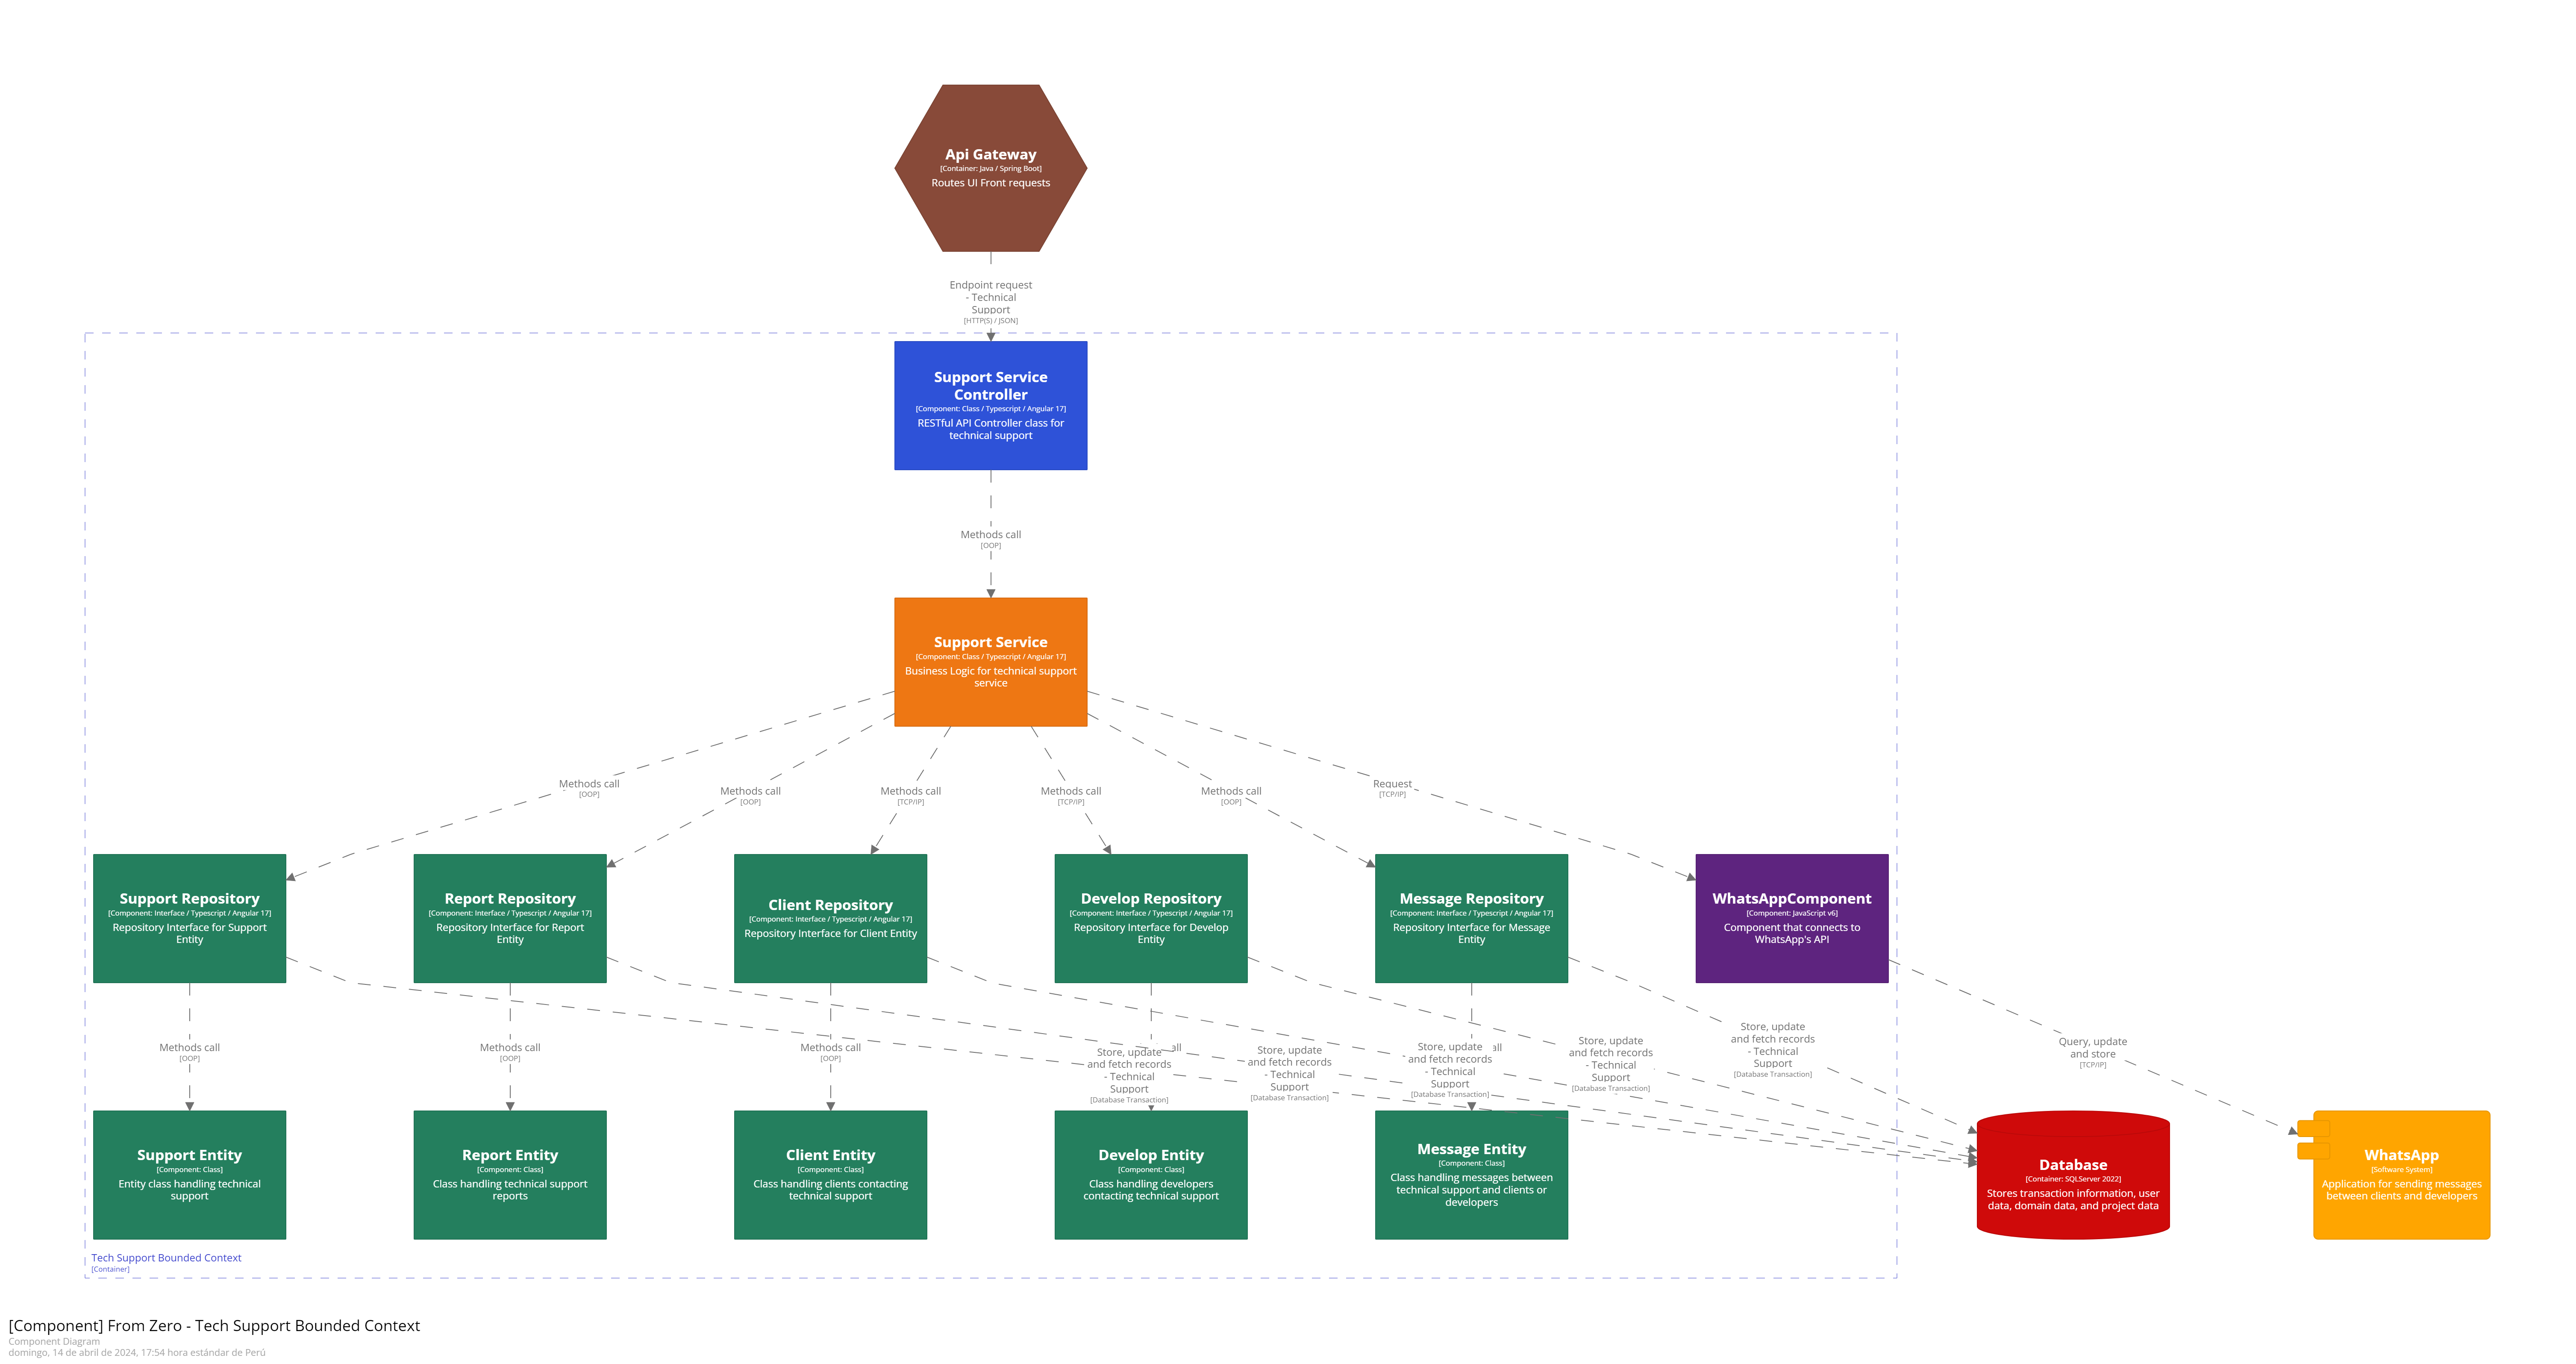 Api Gateway
[Container: Java / Spring Boot]
Routes UI Front requests
Endpoint request
- Technical
Support
[HTTP(S) / JSON]
Support Service
Controller
[Component: Class / Typescript / Angular 17]
RESTful API Controller class for
technical support
Methods call
[OOP]
Support Service
[Component: Class / Typescript / Angular 17]
Business Logic for technical support
service
Methods call
[OOP]
Methods call
[OOP]
Methods call
[TCP/IP]
Methods call
[TCP/IP]
Methods call
[OOP]
Request
[TCP/IP]
Support Repository
[Component: Interface / Typescript / Angular 17]
Repository Interface for Support
Entity
Report Repository
[Component: Interface / Typescript / Angular 17]
Repository Interface for Report
Entity
Client Repository
[Component: Interface / Typescript / Angular 17]
Repository Interface for Client Entity
Develop Repository
[Component: Interface / Typescript / Angular 17]
Repository Interface for Develop
Entity
Message Repository
[Component: Interface / Typescript / Angular 17]
Repository Interface for Message
Entity
WhatsAppComponent
[Component: JavaScript v6]
Component that connects to
WhatsApp's API
Methods call
[OOP]
Methods call
[OOP]
Methods call
[OOP]
Store, update
and fetch records
- Technical
Support
[Database Transaction]
Store, update
and fetch records
- Technical
Support
[Database Transaction]
Store, update
and fetch records
- Technical
Support
[Database Transaction]
Store, update
and fetch records
- Technical
Support
[Database Transaction]
Store, update
and fetch records
- Technical
Support
[Database Transaction]
Query, update
and store
[TCP/IP]
Support Entity
[Component: Class]
Entity class handling technical
support
Report Entity
[Component: Class]
Class handling technical support
reports
Client Entity
[Component: Class]
Class handling clients contacting
technical support
Develop Entity
[Component: Class]
Class handling developers
contacting technical support
Message Entity
[Component: Class]
Class handling messages between
technical support and clients or
developers
Database
[Container: SQLServer 2022]
Stores transaction information, user
data, domain data, and project data
WhatsApp
[Software System]
Application for sending messages
between clients and developers
Tech Support Bounded Context
[Container]
[Component] From Zero - Tech Support Bounded Context
Component Diagram
domingo, 14 de abril de 2024, 17:54 hora estándar de Perú